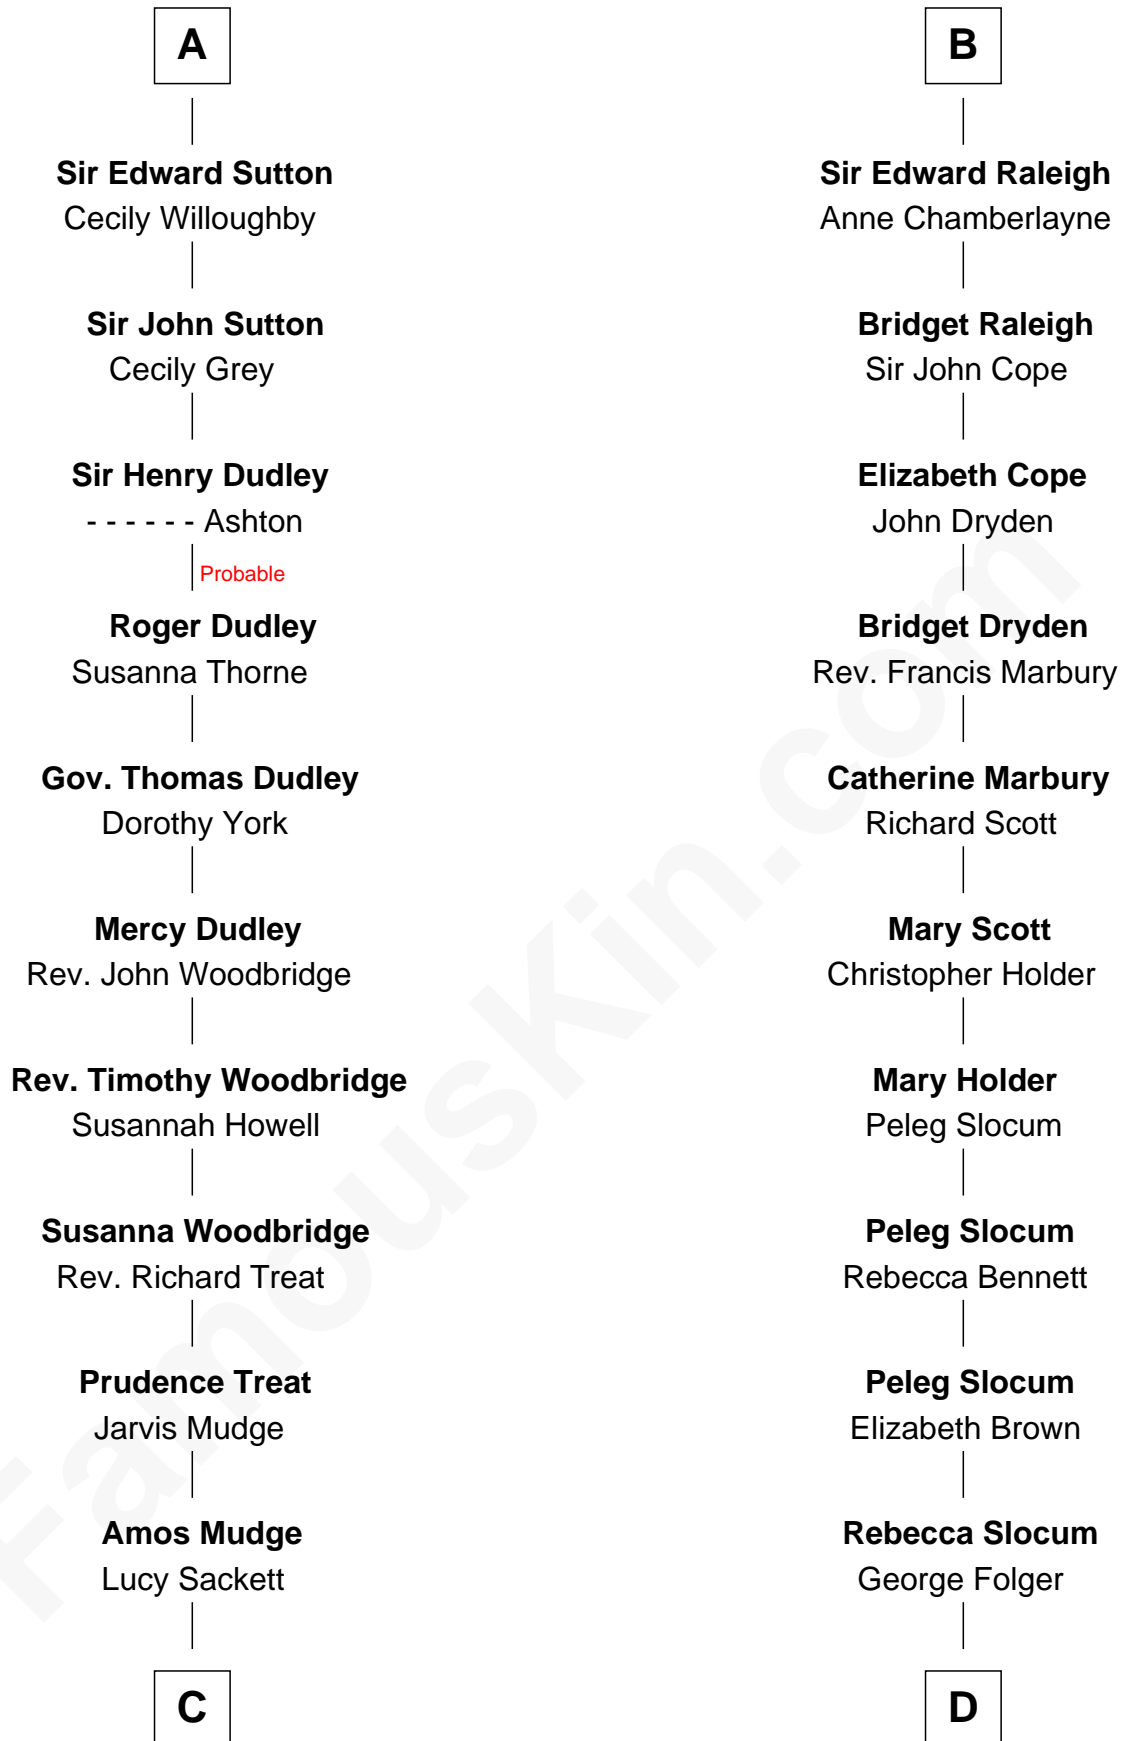 A
Sir Edward Sutton
Cecily Willoughby
Sir John Sutton
Cecily Grey
Sir Henry Dudley
- - - - - - Ashton
Probable
Roger Dudley
Susanna Thorne
Gov. Thomas Dudley
Dorothy York
Mercy Dudley
Rev. John Woodbridge
Rev. Timothy Woodbridge
Susannah Howell
Susanna Woodbridge
Rev. Richard Treat
Prudence Treat
Jarvis Mudge
Amos Mudge
Lucy Sackett
C
B
Sir Edward Raleigh
Anne Chamberlayne
Bridget Raleigh
Sir John Cope
Elizabeth Cope
John Dryden
Bridget Dryden
Rev. Francis Marbury
Catherine Marbury
Richard Scott
Mary Scott
Christopher Holder
Mary Holder
Peleg Slocum
Peleg Slocum
Rebecca Bennett
Peleg Slocum
Elizabeth Brown
Rebecca Slocum
George Folger
D
FamousKin.com